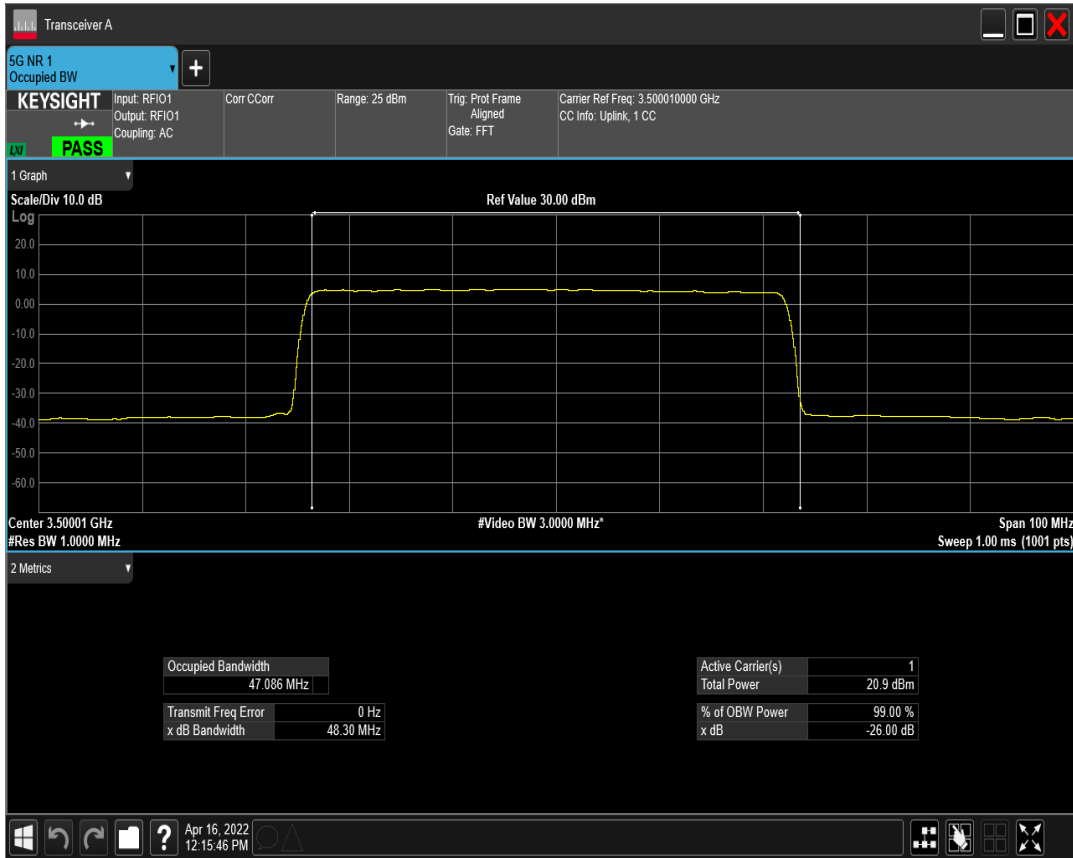 Transceiver A
5G NR 1
Occupied BW
KEYSIGHT
LXI
PASS
Input: RFIO1
Output: RFIO1
Coupling: AC
Corr CCorr
Range: 25 dBm
Trig: Prot Frame
Aligned
Gate: FFT
Carrier Ref Freq: 3.500010000 GHz
CC Info: Uplink, 1 CC
1 Graph
Scale/Div 10.0 dB
Ref Value 30.00 dBm
Log
20.0
10.0
0.00
-10.0
-20.0
-30.0
-40.0
-50.0
-60.0
Center 3.50001 GHz
#Video BW 3.0000 MHz*
Span 100 MHz
#Res BW 1.0000 MHz
Sweep 1.00 ms (1001 pts)
2 Metrics
Occupied Bandwidth
47.086 MHz
Transmit Freq Error 0 Hz
x dB Bandwidth 48.30 MHz
Active Carrier(s) 1
Total Power 20.9 dBm
% of OBW Power 99.00 %
x dB -26.00 dB
?
Apr 16, 2022
12:15:46 PM